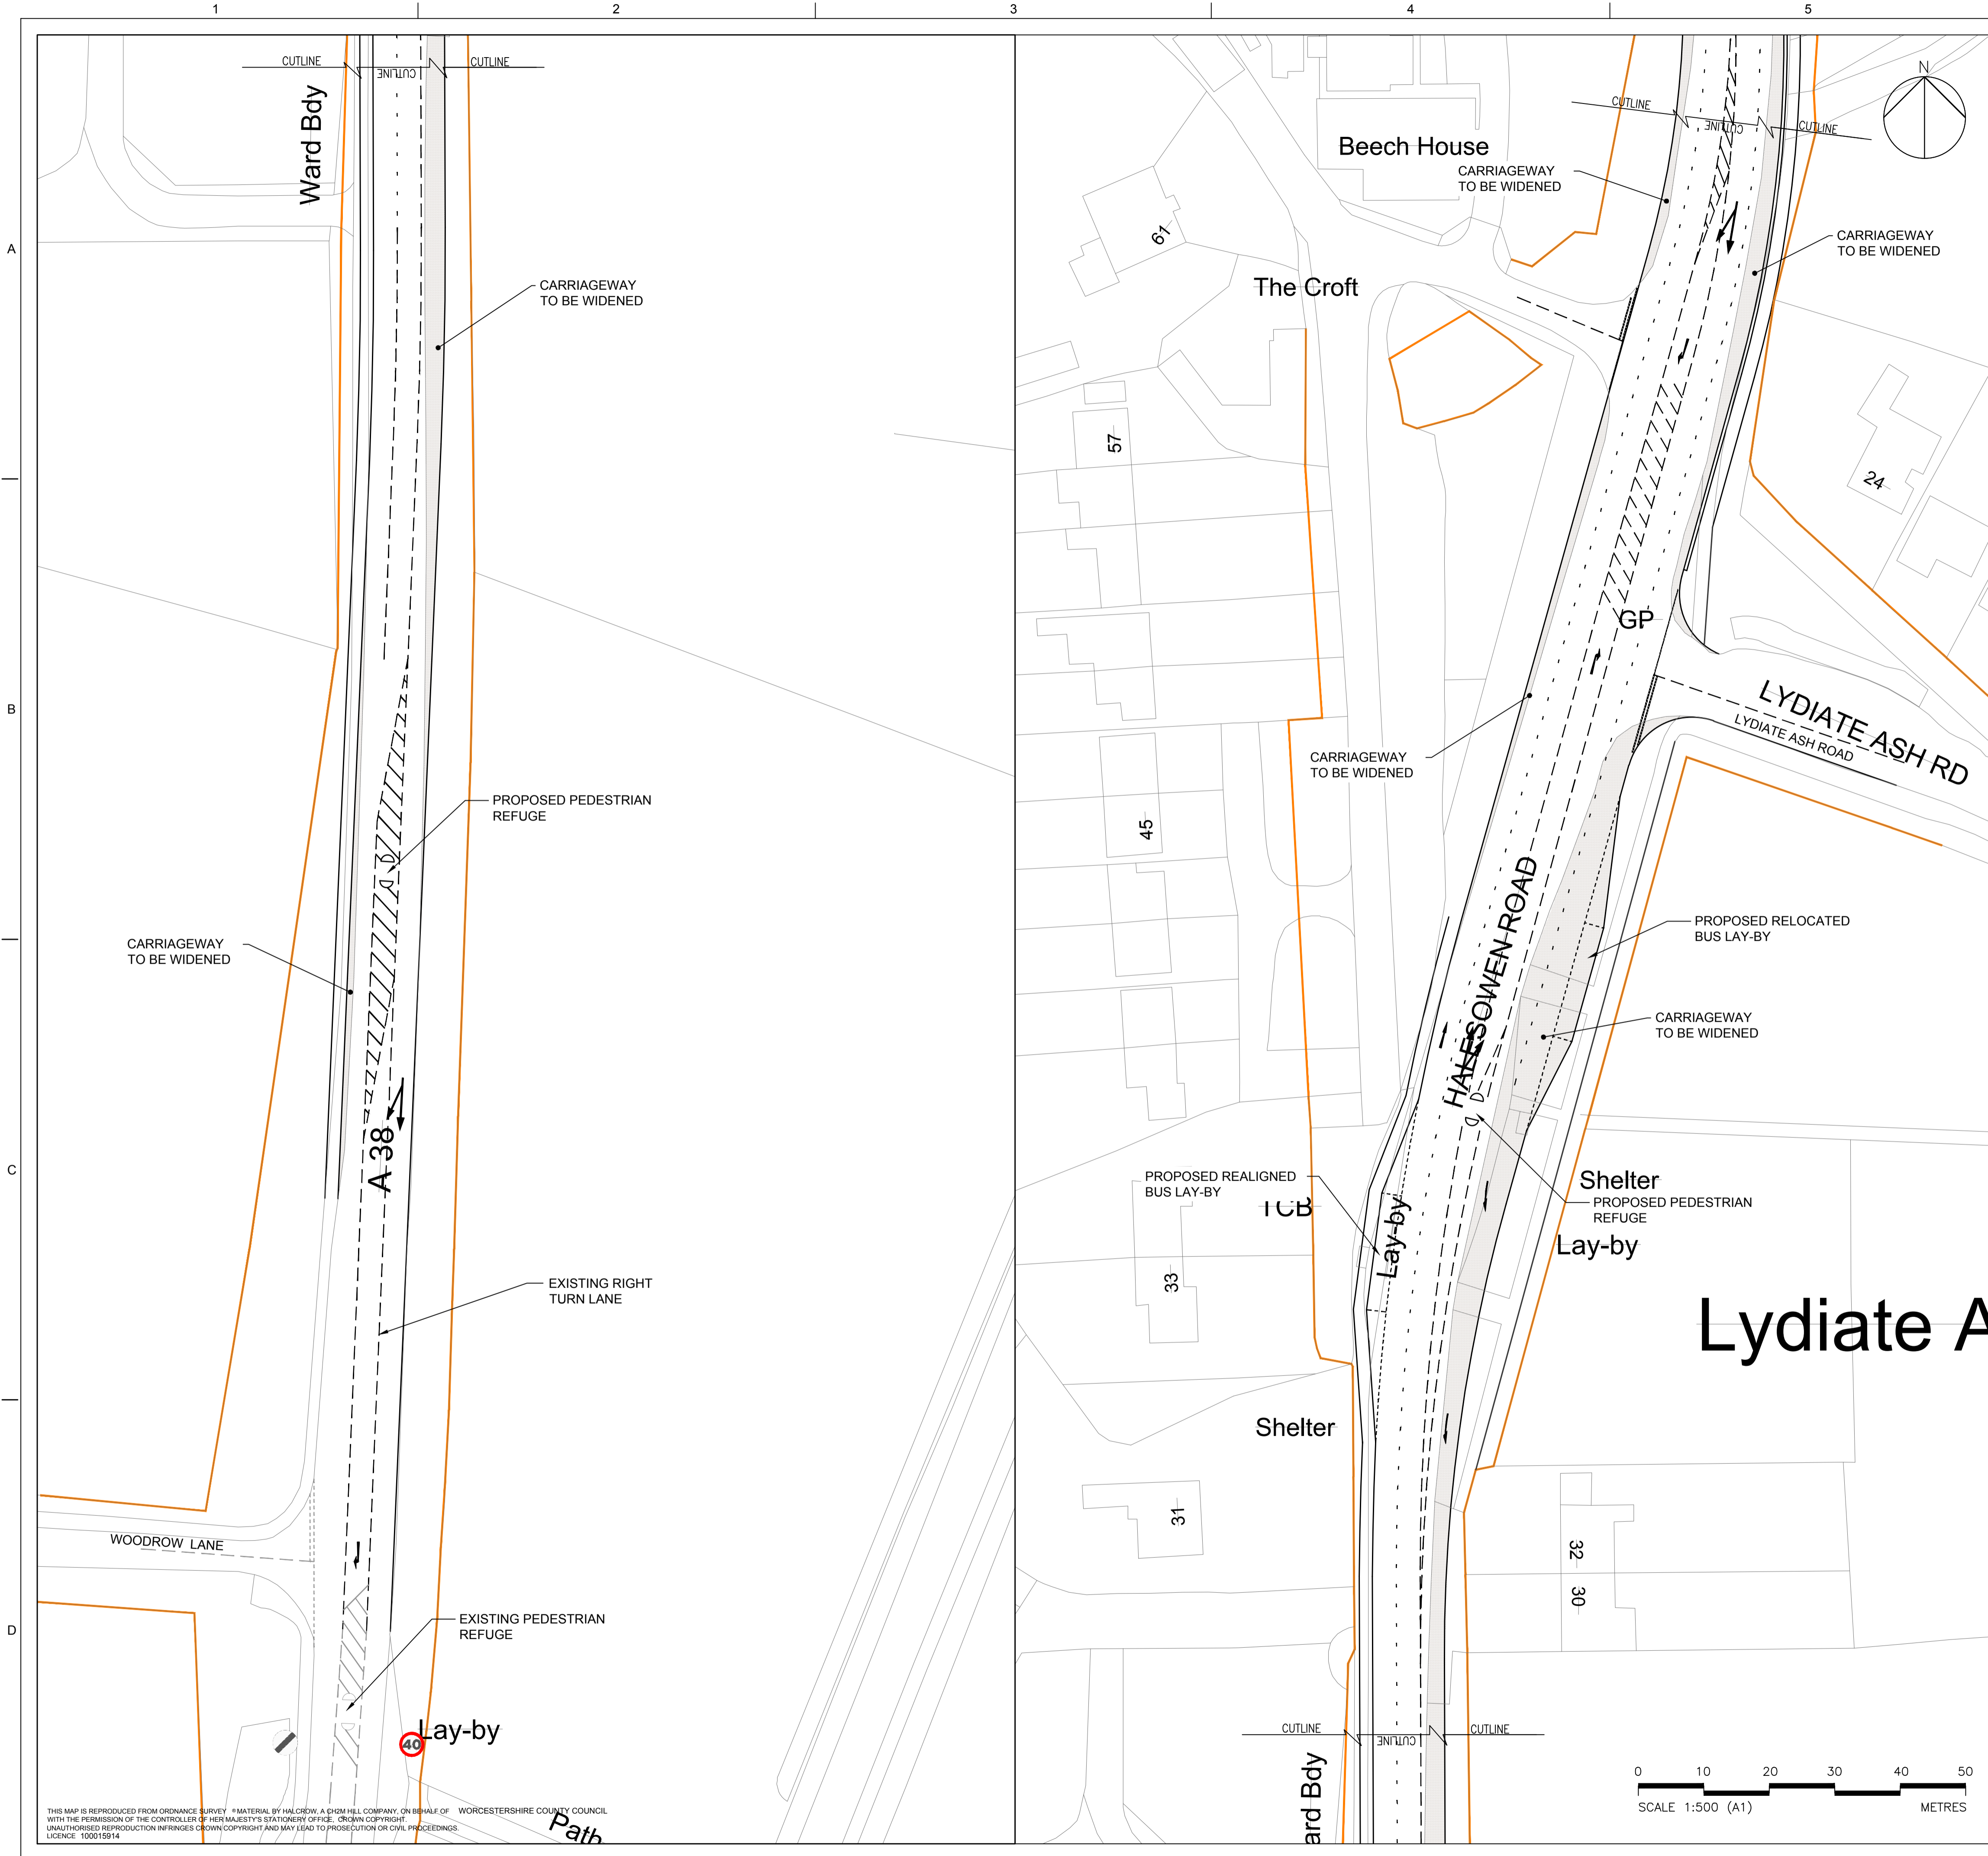 1
2
3
4
5
A
B
C
D
CUTLINE
CUTLINE
CUTLINE
Ward Bdy
CARRIAGEWAY
TO BE WIDENED
PROPOSED PEDESTRIAN
REFUGE
CARRIAGEWAY
TO BE WIDENED
A 38
EXISTING RIGHT
TURN LANE
WOODROW LANE
EXISTING PEDESTRIAN
REFUGE
40
Lay-by
Path
THIS MAP IS REPRODUCED FROM ORDNANCE SURVEY ® MATERIAL BY HALCROW, A CH2M HILL COMPANY, ON BEHALF OF WORCESTERSHIRE COUNTY COUNCIL
WITH THE PERMISSION OF THE CONTROLLER OF HER MAJESTY'S STATIONERY OFFICE, CROWN COPYRIGHT.
UNAUTHORISED REPRODUCTION INFRINGES CROWN COPYRIGHT AND MAY LEAD TO PROSECUTION OR CIVIL PROCEEDINGS.
LICENCE 100015914
N
CUTLINE
CUTLINE
CUTLINE
Beech House
CARRIAGEWAY
TO BE WIDENED
61
CARRIAGEWAY
TO BE WIDENED
The Croft
57
24
GP
LYDIATE ASH RD
LYDIATE ASH ROAD
CARRIAGEWAY
TO BE WIDENED
45
HALESOWEN ROAD
PROPOSED RELOCATED
BUS LAY-BY
CARRIAGEWAY
TO BE WIDENED
PROPOSED REALIGNED
BUS LAY-BY
TCB
Lay-by
Shelter
PROPOSED PEDESTRIAN
REFUGE
Lay-by
33
Lydiate A
Shelter
31
32
30
CUTLINE
CUTLINE
CUTLINE
ard Bdy
0 10 20 30 40 50
SCALE 1:500 (A1) METRES